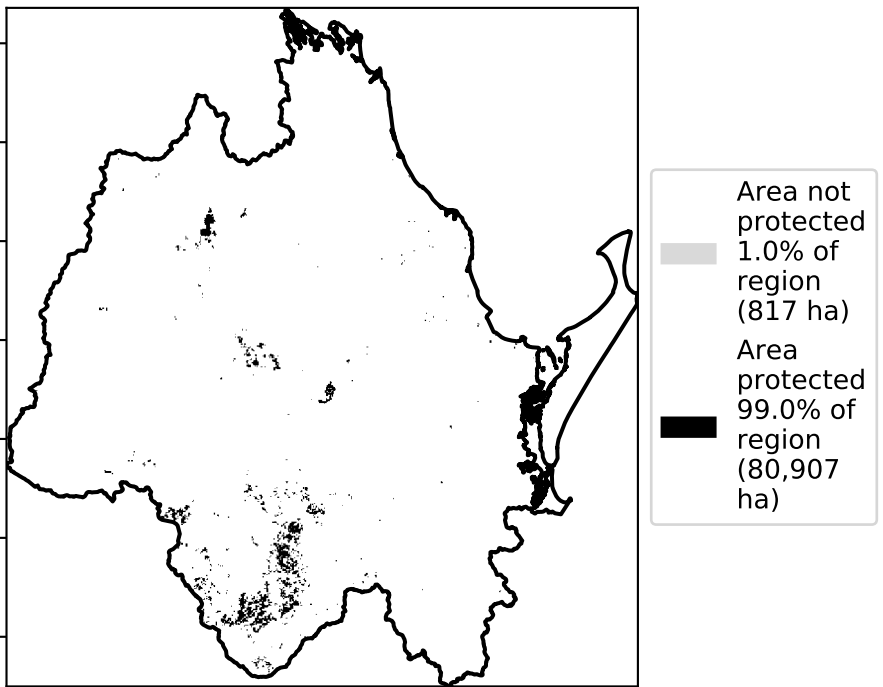 Area not
protected
1.0% of
region
(817 ha)
Area
protected
99.0% of
region
(80,907
ha)